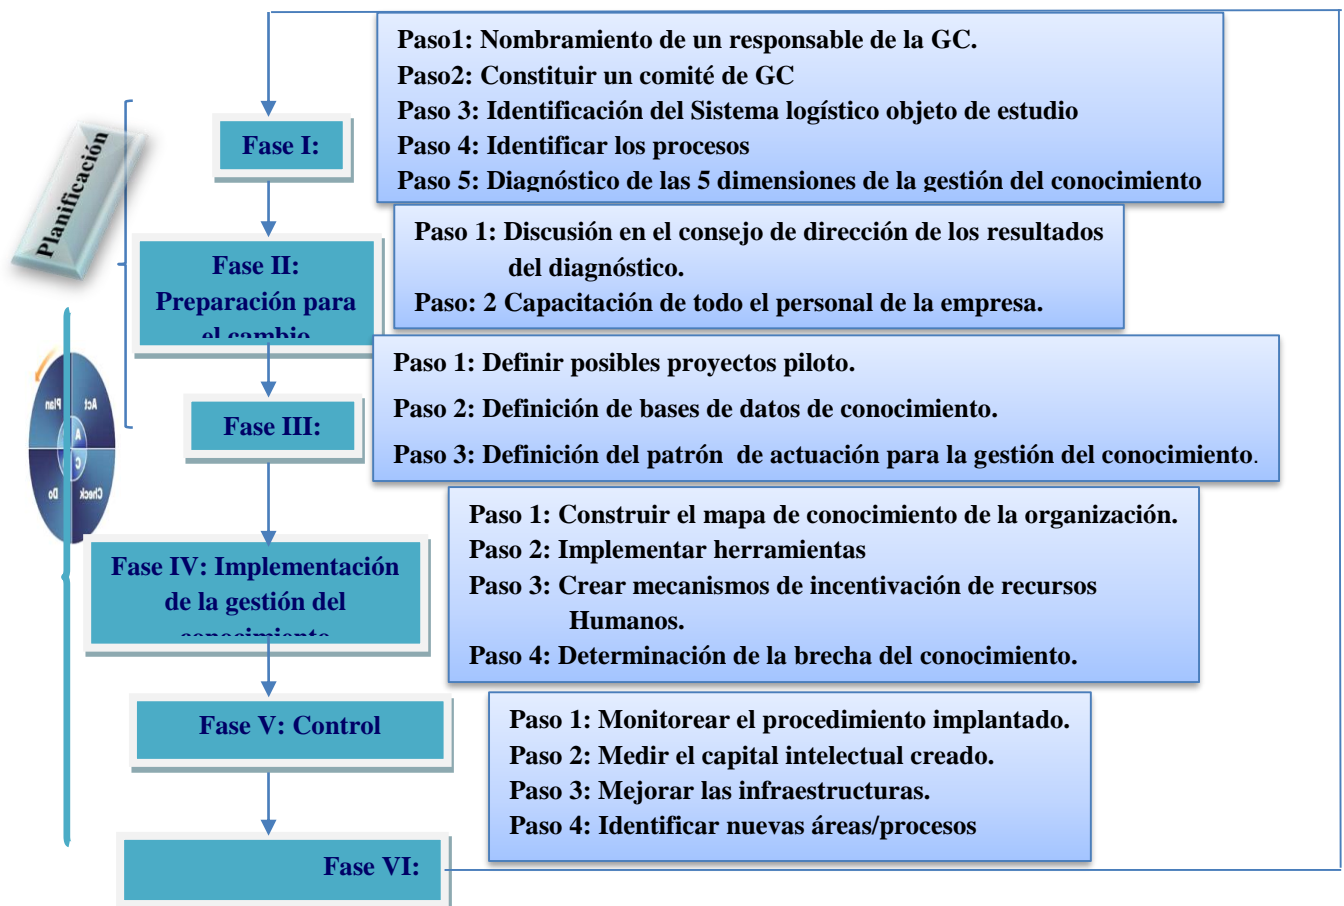 Paso1: Nombramiento de un responsable de la GC.
Paso2: Constituir un comité de GC
Paso 3: Identificación del Sistema logístico objeto de estudio
Paso 4: Identificar los procesos
Paso 5: Diagnóstico de las 5 dimensiones de la gestión del conocimiento
Planificación
Fase I:
Paso 1: Discusión en el consejo de dirección de los resultados
del diagnóstico.
Paso: 2 Capacitación de todo el personal de la empresa.
Fase II:
Preparación para
el cambio
Paso 1: Definir posibles proyectos piloto.
Paso 2: Definición de bases de datos de conocimiento.
Paso 3: Definición del patrón de actuación para la gestión del conocimiento.
Act Plan
A
C
Check Do
Fase III:
Paso 1: Construir el mapa de conocimiento de la organización.
Paso 2: Implementar herramientas
Paso 3: Crear mecanismos de incentivación de recursos
Humanos.
Paso 4: Determinación de la brecha del conocimiento.
Fase IV: Implementación
de la gestión del
conocimiento
Fase V: Control
Paso 1: Monitorear el procedimiento implantado.
Paso 2: Medir el capital intelectual creado.
Paso 3: Mejorar las infraestructuras.
Paso 4: Identificar nuevas áreas/procesos
Fase VI: